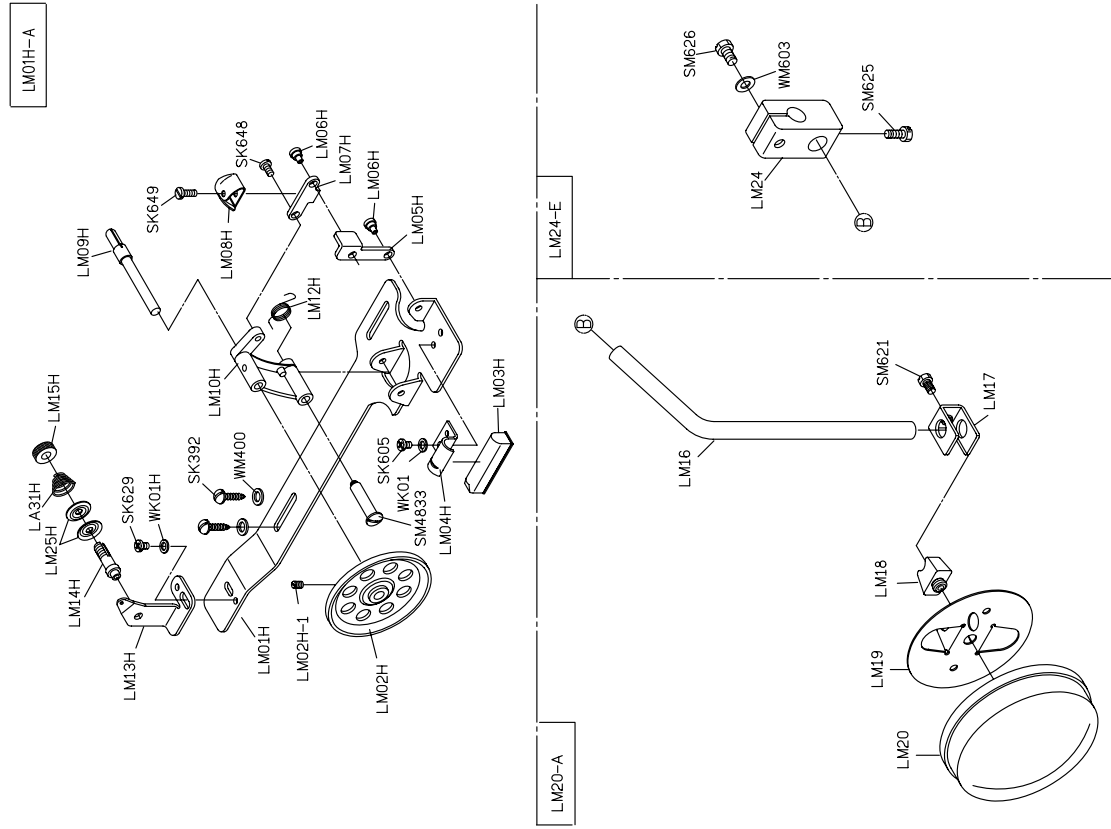 LM01H-A
SK649
SK648
LM06H
LM07H
LM06H
LM05H
LM08H
LM09H
LM12H
LM10H
LM03H
LM15H
LA31H
LM25H
LM14H
LM13H
SK629
WK01H
SK392
WM400
SK605
WK01
LM04H
SM4833
LM01H
LM02H-1
LM02H
LM24-E
SM626
WM603
SM625
LM24
B
LM20-A
B
SM621
LM17
LM16
LM18
LM19
LM20